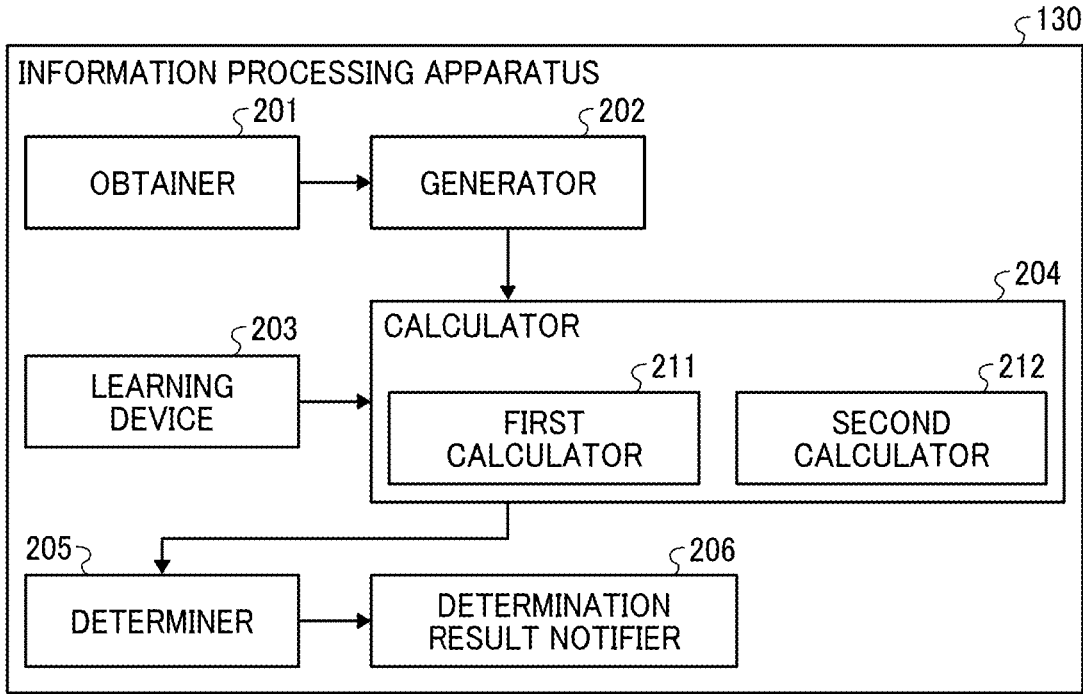 130
INFORMATION PROCESSING APPARATUS
201
202
OBTAINER
GENERATOR
204
CALCULATOR
203
LEARNING
DEVICE
211
212
FIRST
CALCULATOR
SECOND
CALCULATOR
205
206
DETERMINER
DETERMINATION
RESULT NOTIFIER